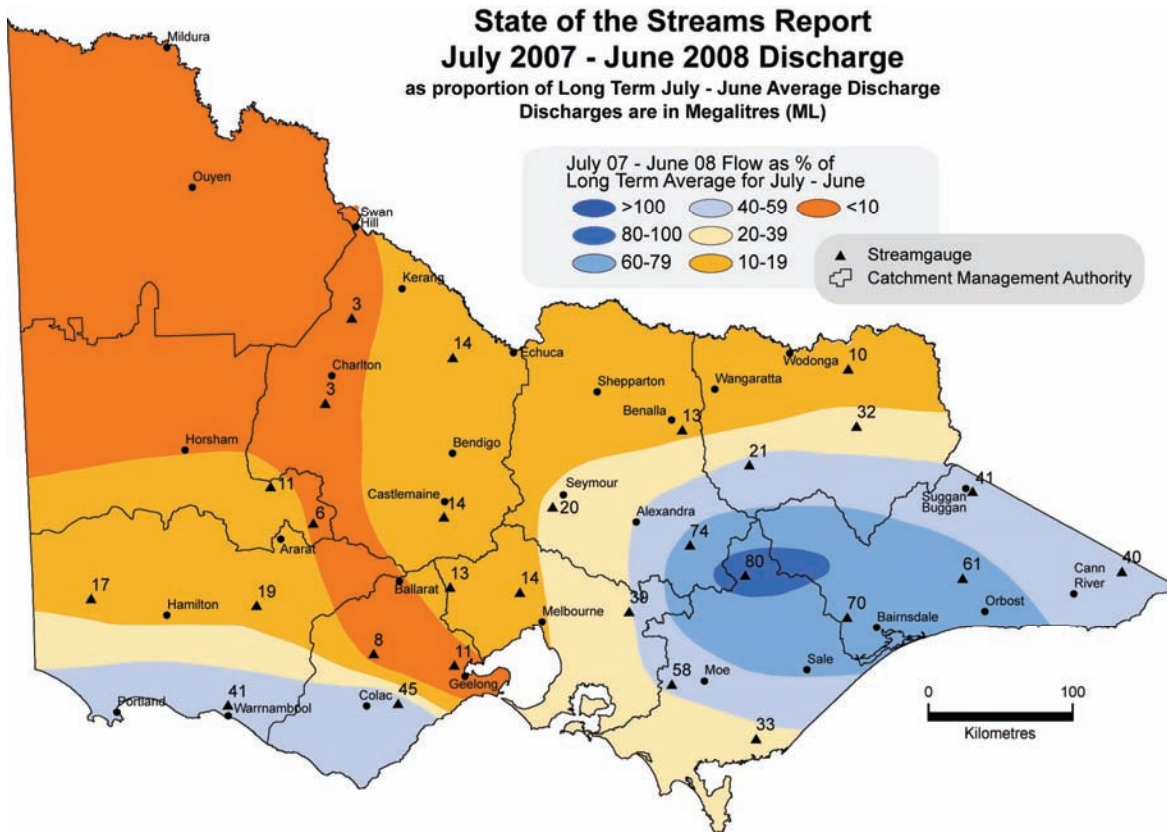 State of the Streams Report
July 2007 - June 2008 Discharge
as proportion of Long Term July - June Average Discharge
Discharges are in Megalitres (ML)
July 07 - June 08 Flow as % of
Long Term Average for July - June
>100
40-59
<10
80-100
20-39
60-79
10-19
Streamgauge
Catchment Management Authority
Mildura
Ouyen
Swan
Hill
Kerang
3
14
Echuca
Charlton
3
Shepparton
Wodonga
10
Wangaratta
Benalla
13
32
Horsham
Bendigo
21
11
6
Castlemaine
14
Seymour
20
Alexandra
41
Suggan
Buggan
Ararat
74
80
61
40
Cann
River
17
19
Hamilton
Ballarat
13
14
Melbourne
39
70
Bairnsdale
Orbost
8
11
Geelong
58
Moe
Sale
Portland
41
Warrnambool
Colac
45
33
0
100
Kilometres